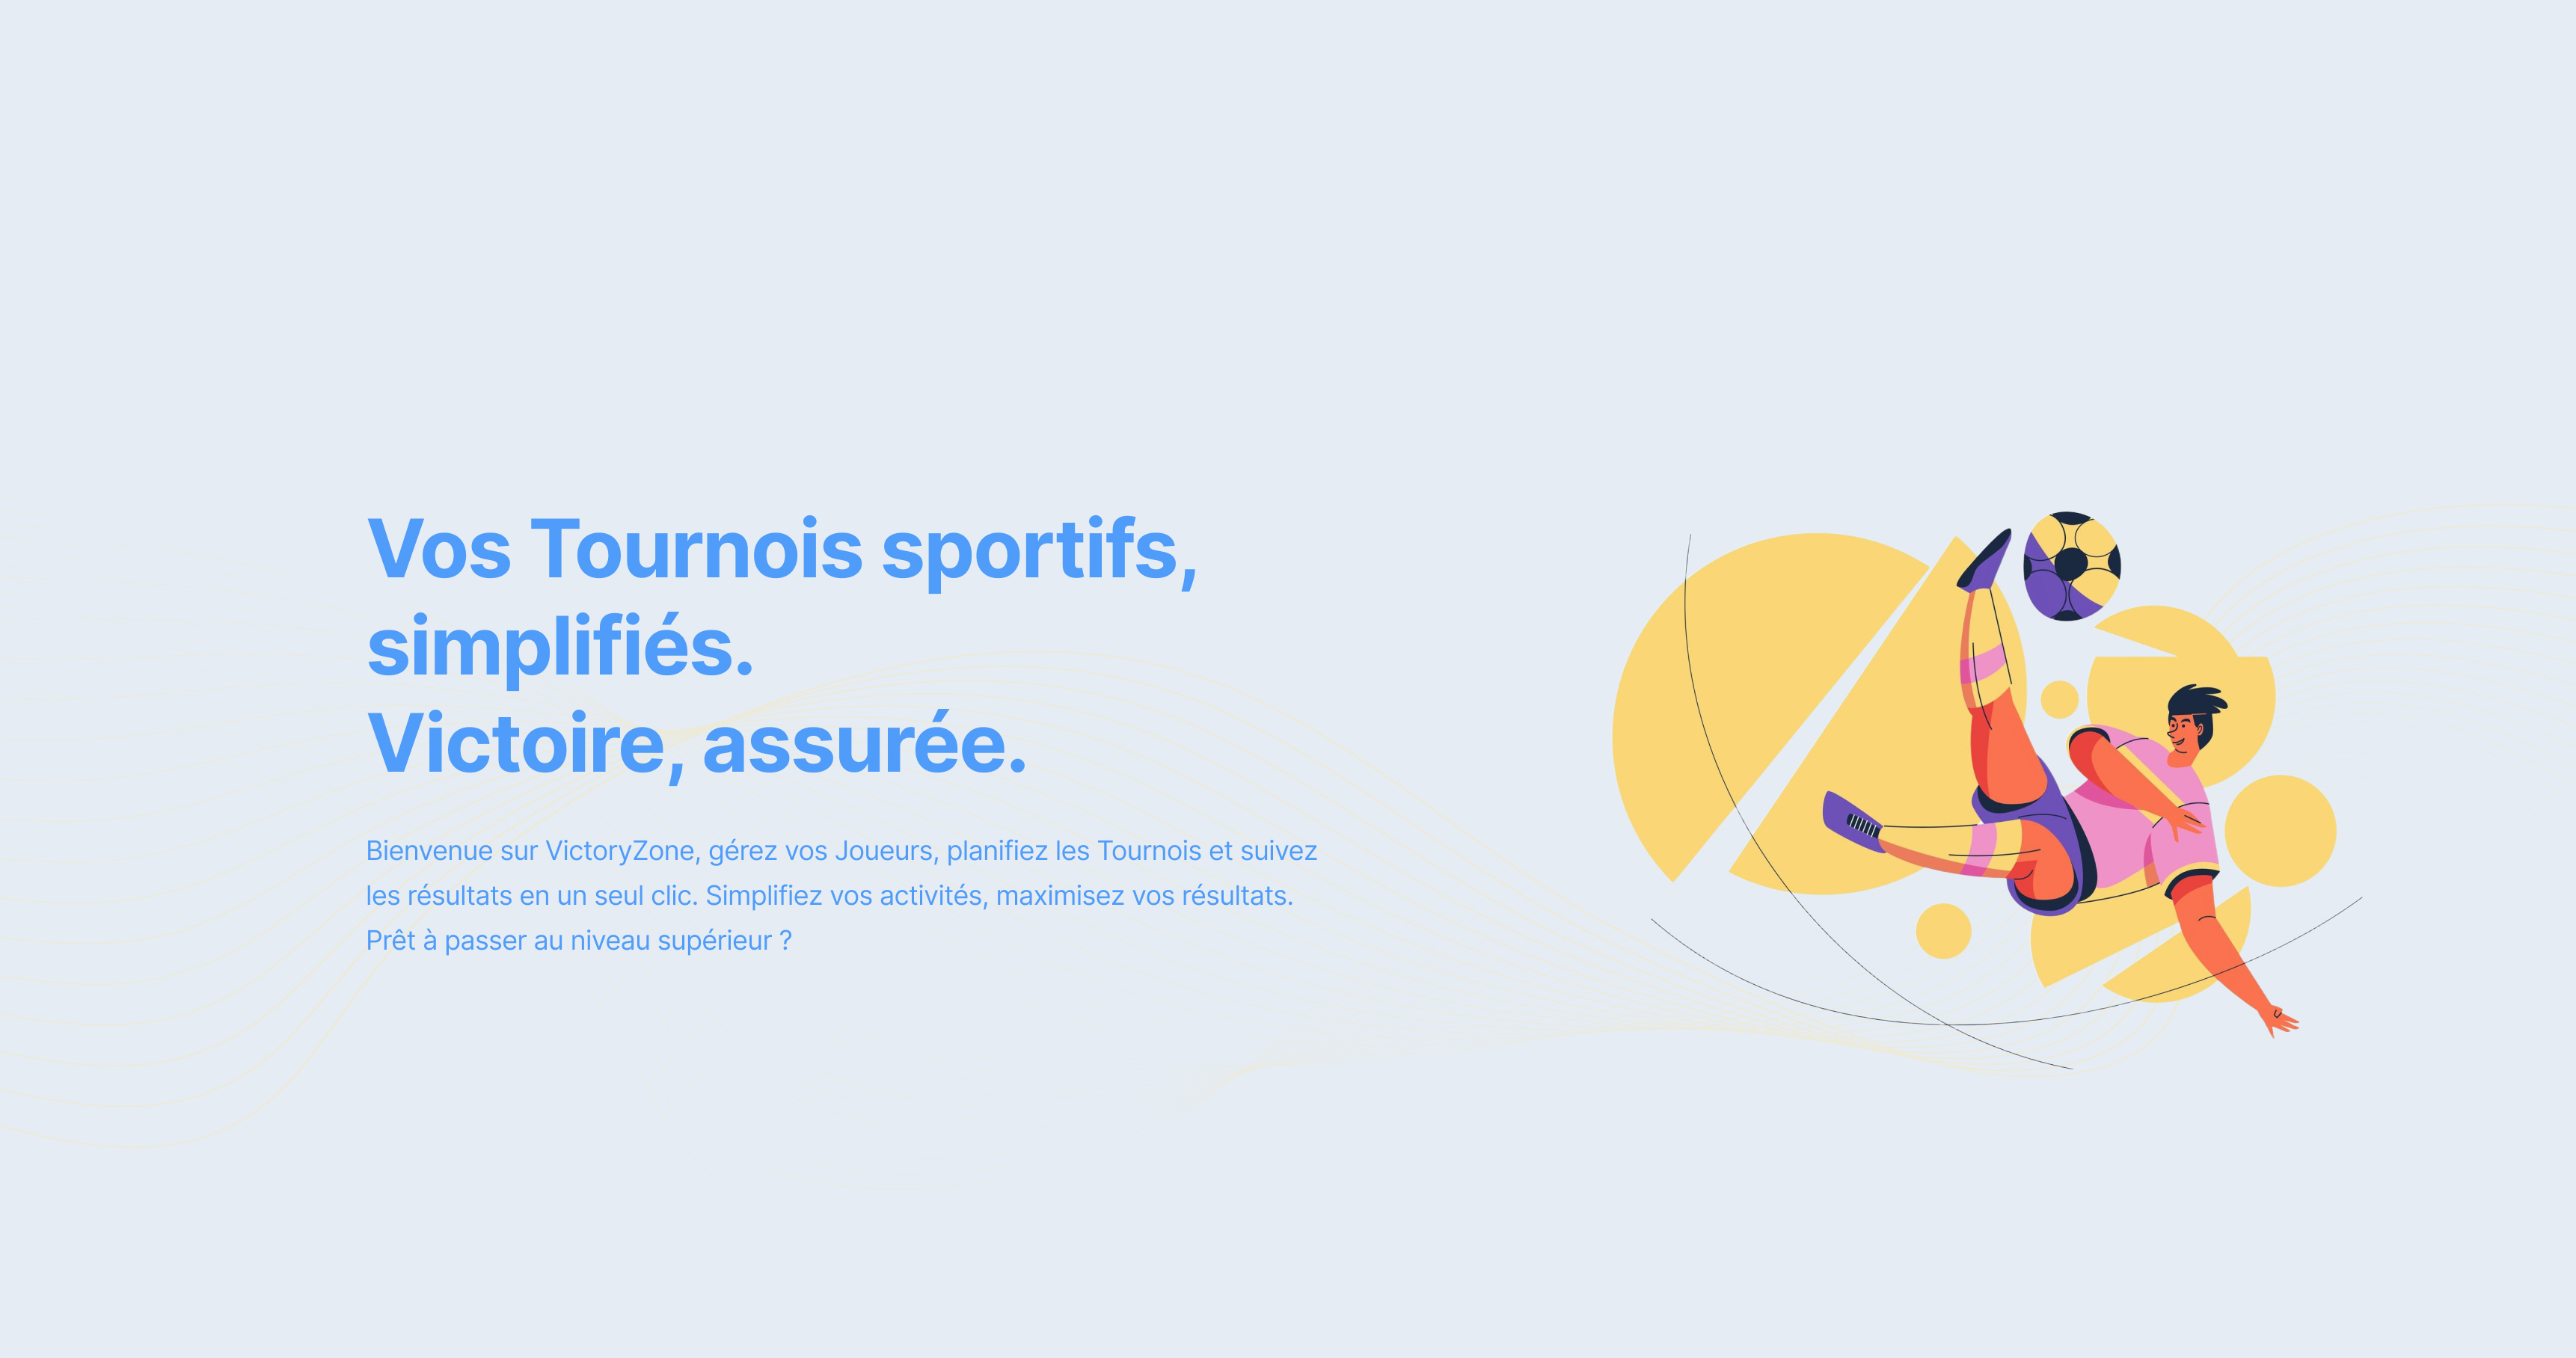 Vos Tournois sportifs,
simplifiés.
Victoire, assurée.
Bienvenue sur VictoryZone, gérez vos Joueurs, planifiez les Tournois et suivez
les résultats en un seul clic. Simplifiez vos activités, maximisez vos résultats.
Prêt à passer au niveau supérieur ?